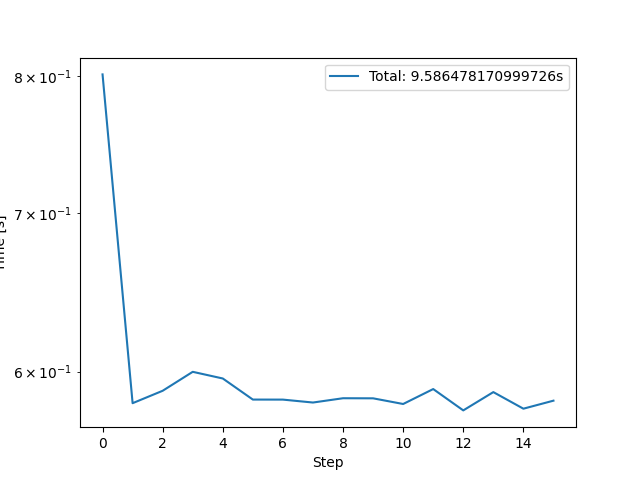 Total: 9.586478170999726s
8 × 10⁻¹
7 × 10⁻¹
6 × 10⁻¹
Time [s]
0 2 4 6 8 10 12 14
Step